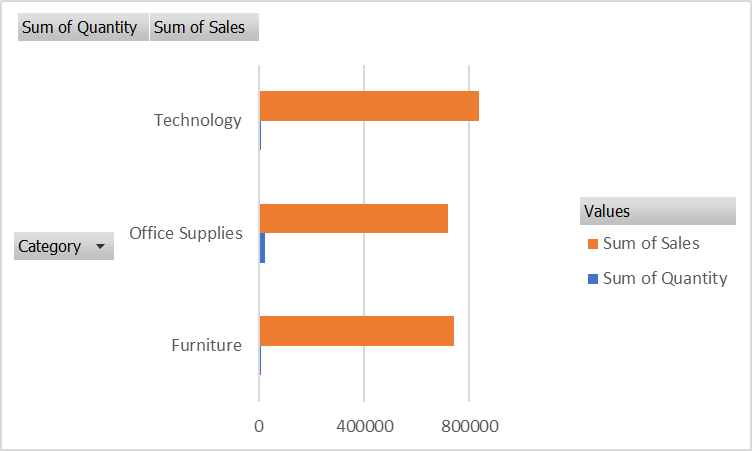 Sum of Quantity Sum of Sales
Technology
Office Supplies
Category
Furniture
0 400000 800000
Values
Sum of Sales
Sum of Quantity